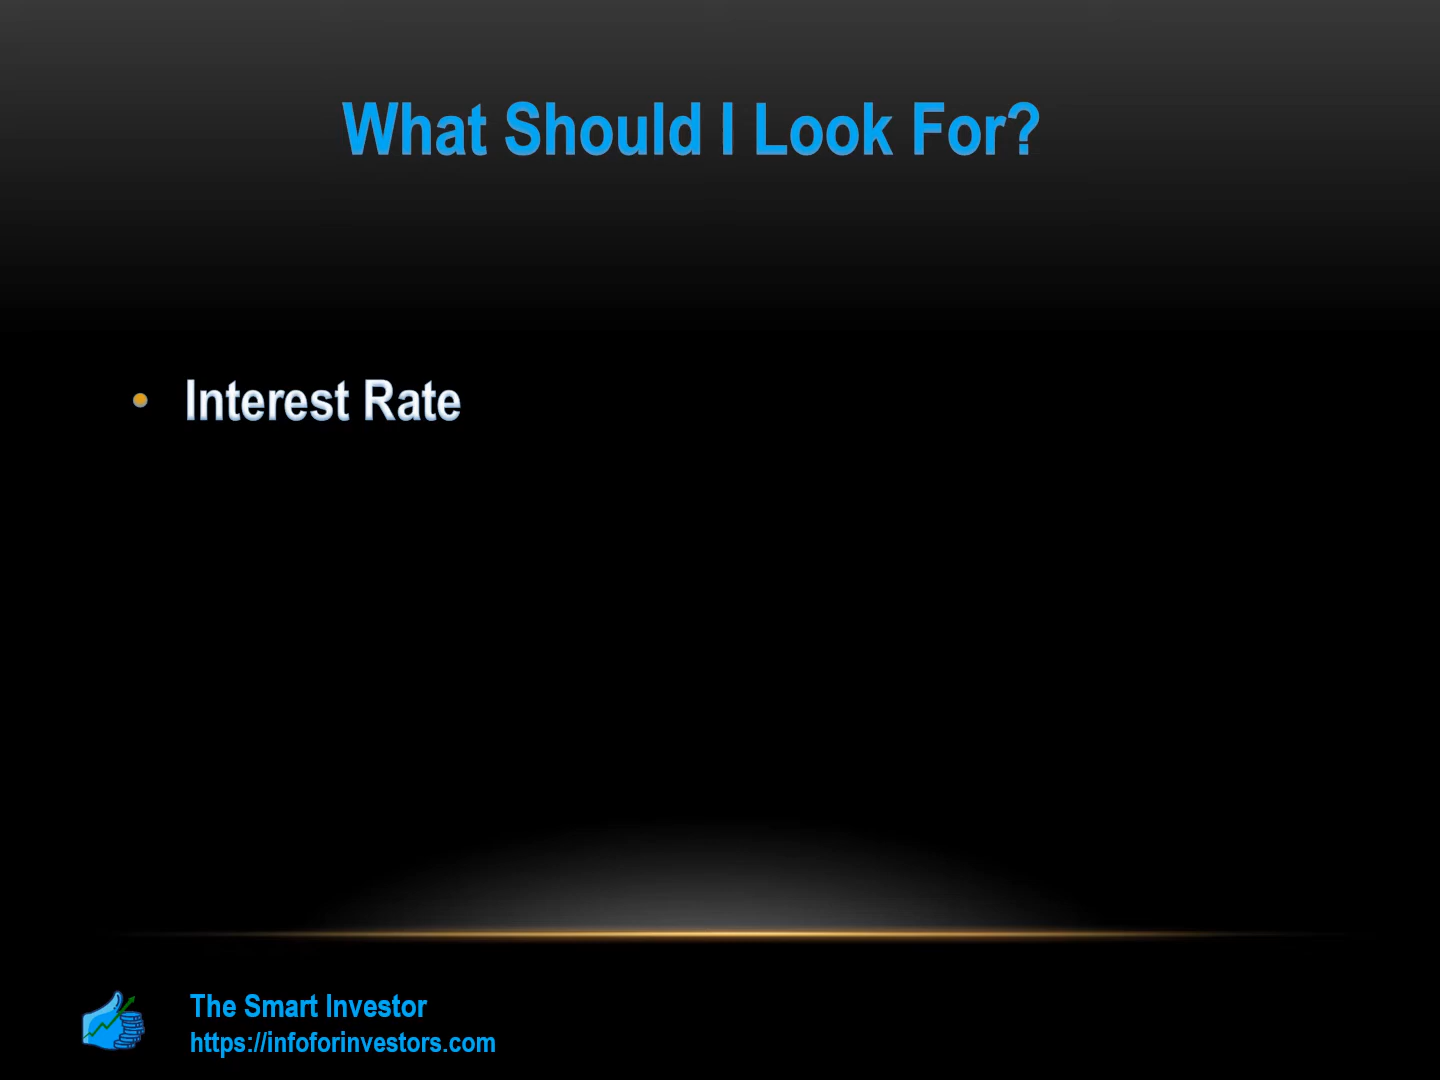 What Should I Look For?
• Interest Rate
The Smart Investor
https://infoforinvestors.com